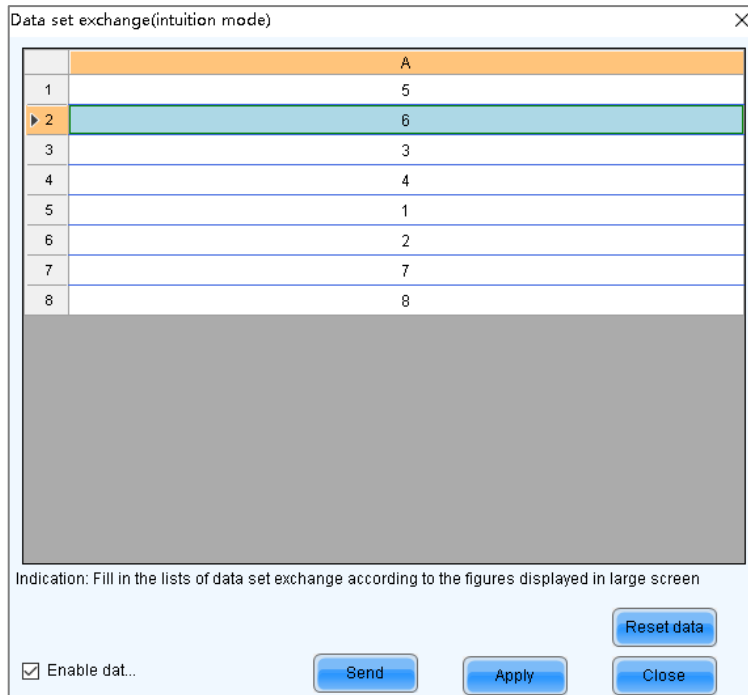 Data set exchange(intuition mode)
A
1 5
2 6
3 3
4 4
5 1
6 2
7 7
8 8
Indication: Fill in the lists of data set exchange according to the figures displayed in large screen
Reset data
Enable dat... Send Apply Close